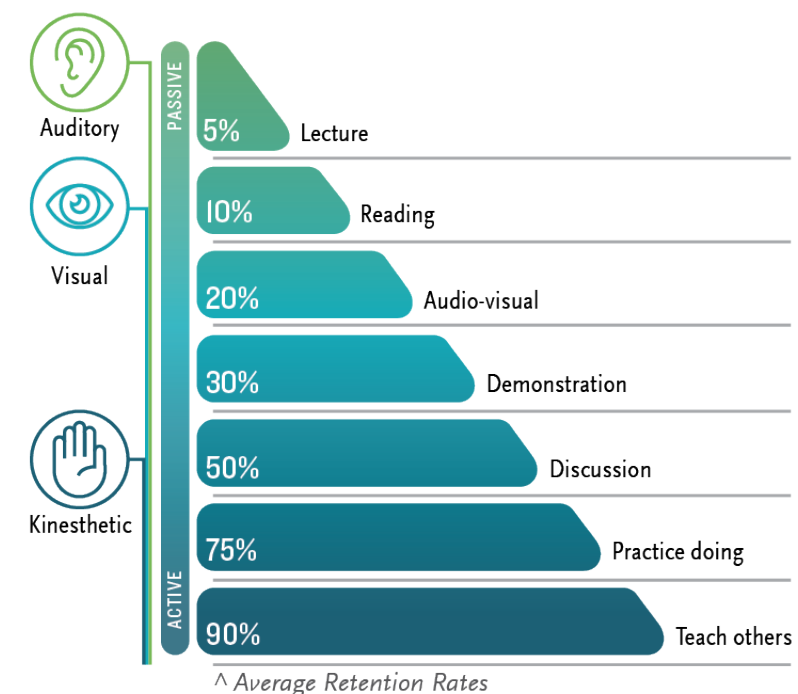 Auditory
Visual
Kinesthetic
PASSIVE
ACTIVE
5% Lecture
10% Reading
20% Audio-visual
30% Demonstration
50% Discussion
75% Practice doing
90% Teach others
^ Average Retention Rates